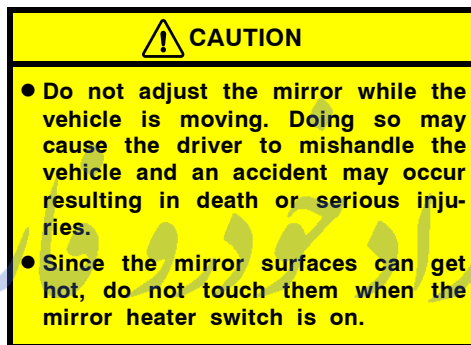 CAUTION
● Do not adjust the mirror while the
vehicle is moving. Doing so may
cause the driver to mishandle the
vehicle and an accident may occur
resulting in death or serious inju-
ries.
● Since the mirror surfaces can get
hot, do not touch them when the
mirror heater switch is on.